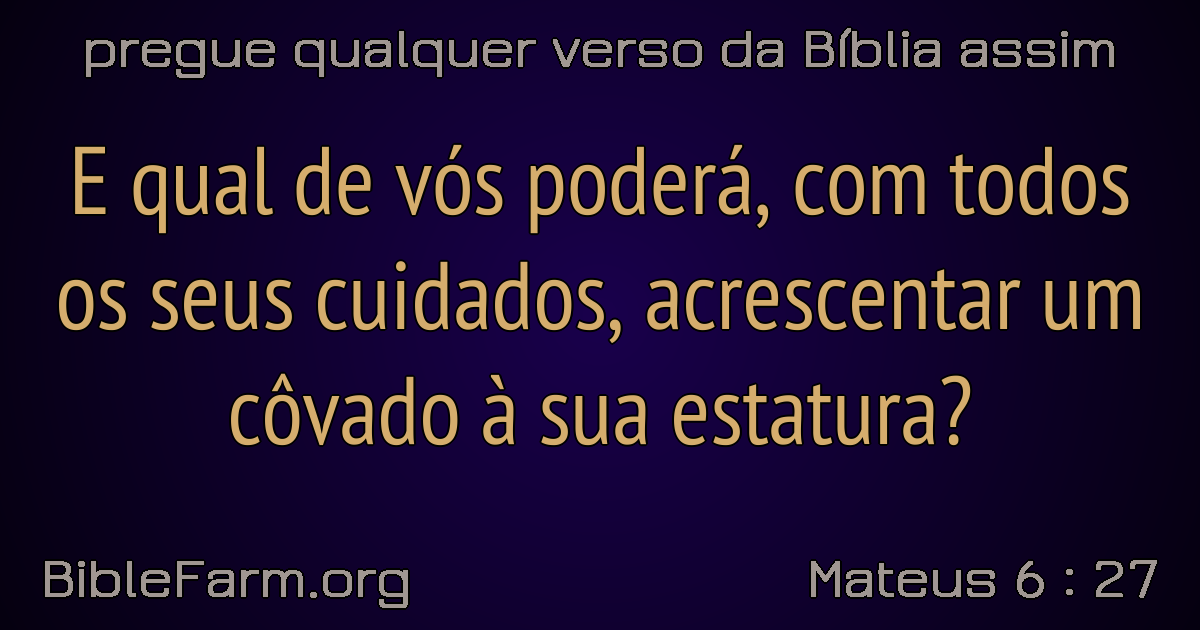 pregue qualquer verso da Bíblia assim
E qual de vós poderá, com todos
os seus cuidados, acrescentar um
côvado à sua estatura?
BibleFarm.org
Mateus 6 : 27